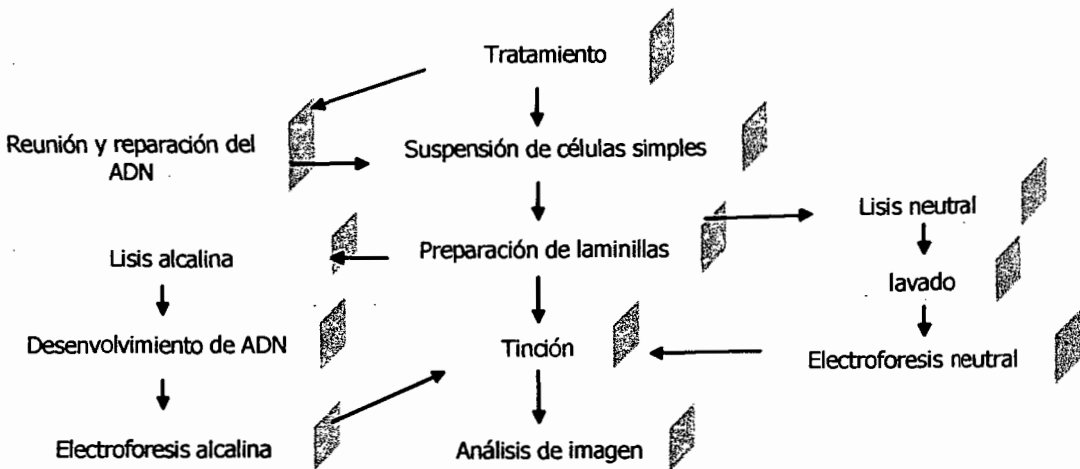 Tratamiento
Reunión y reparación del
ADN
Suspensión de células simples
Lisis neutral
Lisis alcalina
Preparación de laminillas
lavado
Desenvolvimiento de ADN
Tinción
Electroforesis neutral
Electroforesis alcalina
Análisis de imagen